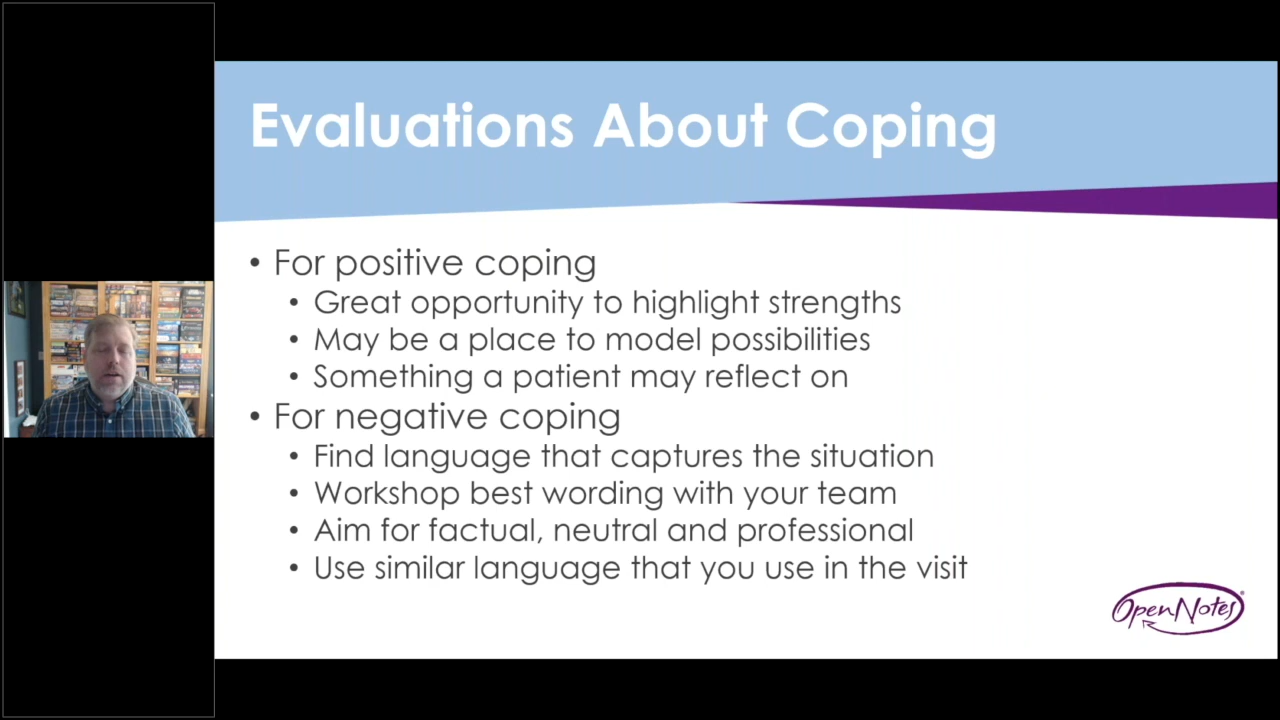 Evaluations About Coping
• For positive coping
• Great opportunity to highlight strengths
• May be a place to model possibilities
• Something a patient may reflect on
• For negative coping
• Find language that captures the situation
• Workshop best wording with your team
• Aim for factual, neutral and professional
• Use similar language that you use in the visit
OpenNotes